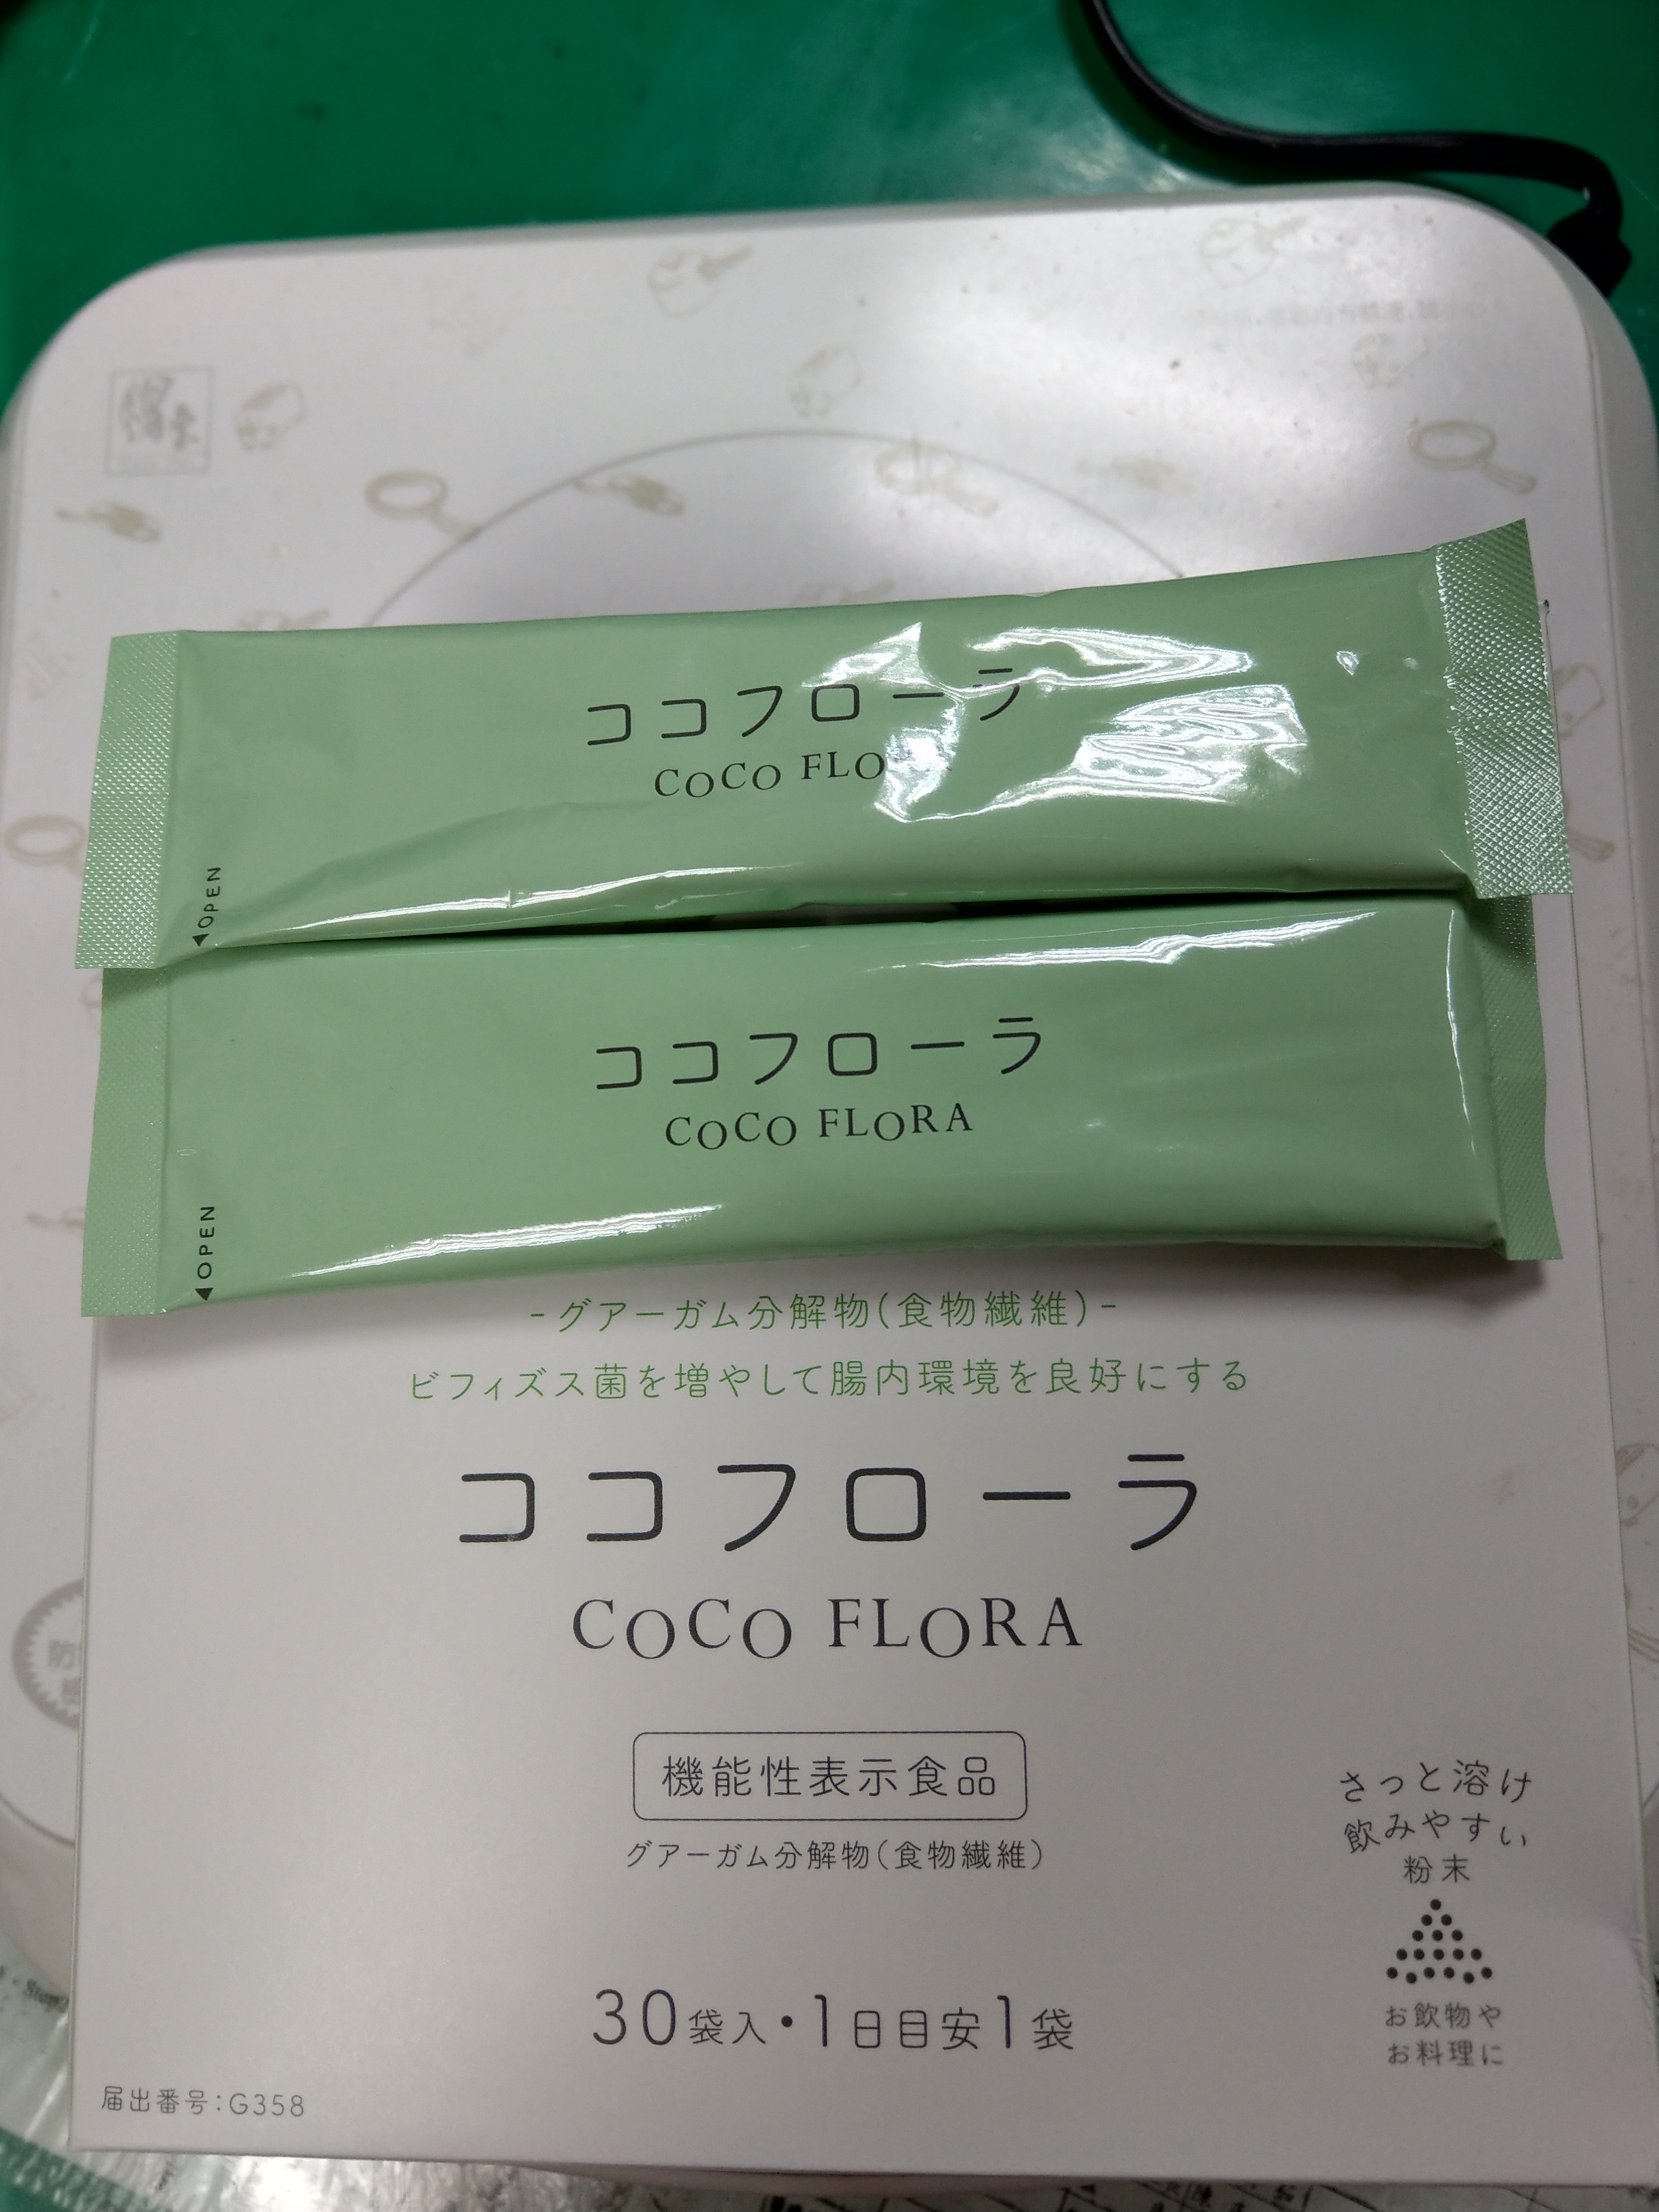 ココフローラ
COCO FLO
OPEN
ココフローラ
COCO FLORA
OPEN
-グアーガム分解物(食物繊維)-
ビフィズス菌を増やして腸内環境を良好にする
ココフローラ
COCO FLORA
機能性表示食品
グアーガム分解物(食物繊維)
さっと溶け
飲みやすい
粉末
お飲物や
お料理に
30袋入・1日目安1袋
届出番号:G358